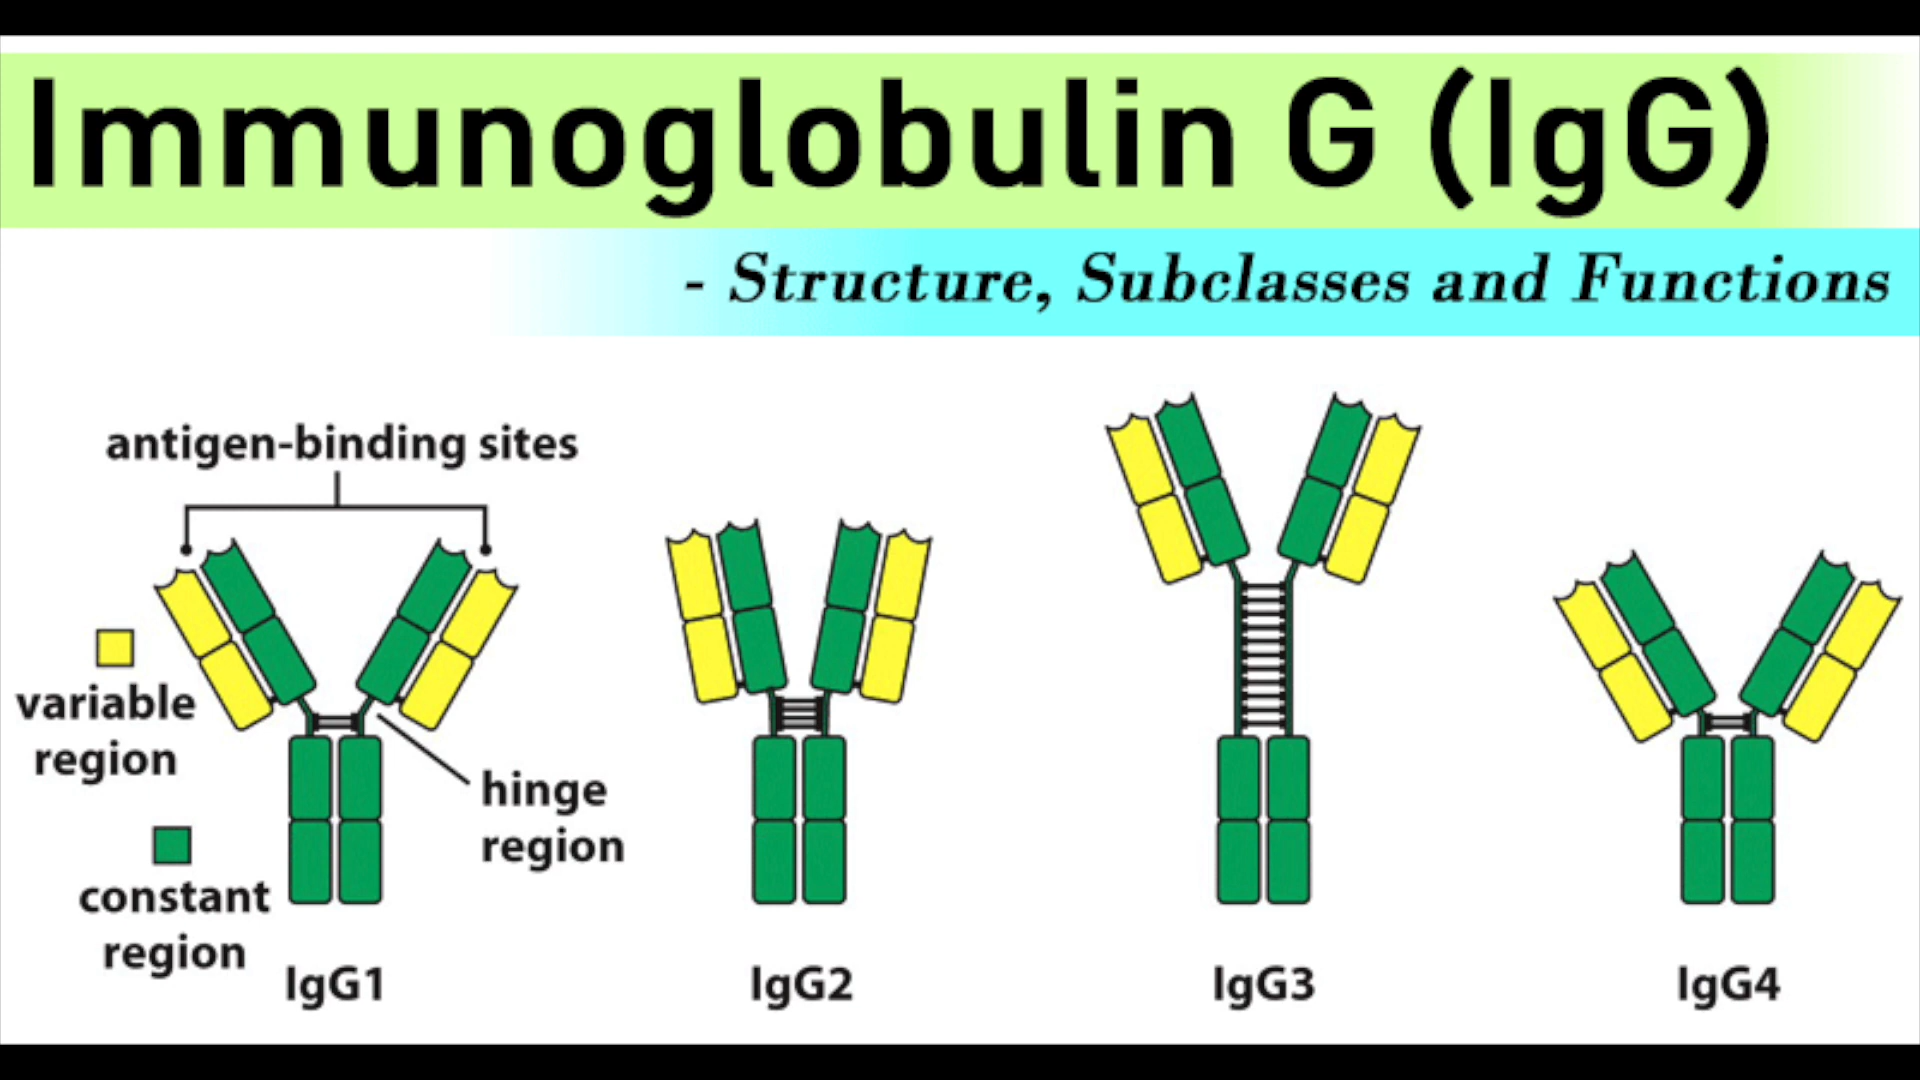 Immunoglobulin G (IgG)
- Structure, Subclasses and Functions
antigen-binding sites
variable
region
hinge
region
constant
region
IgG1
IgG2
IgG3
IgG4